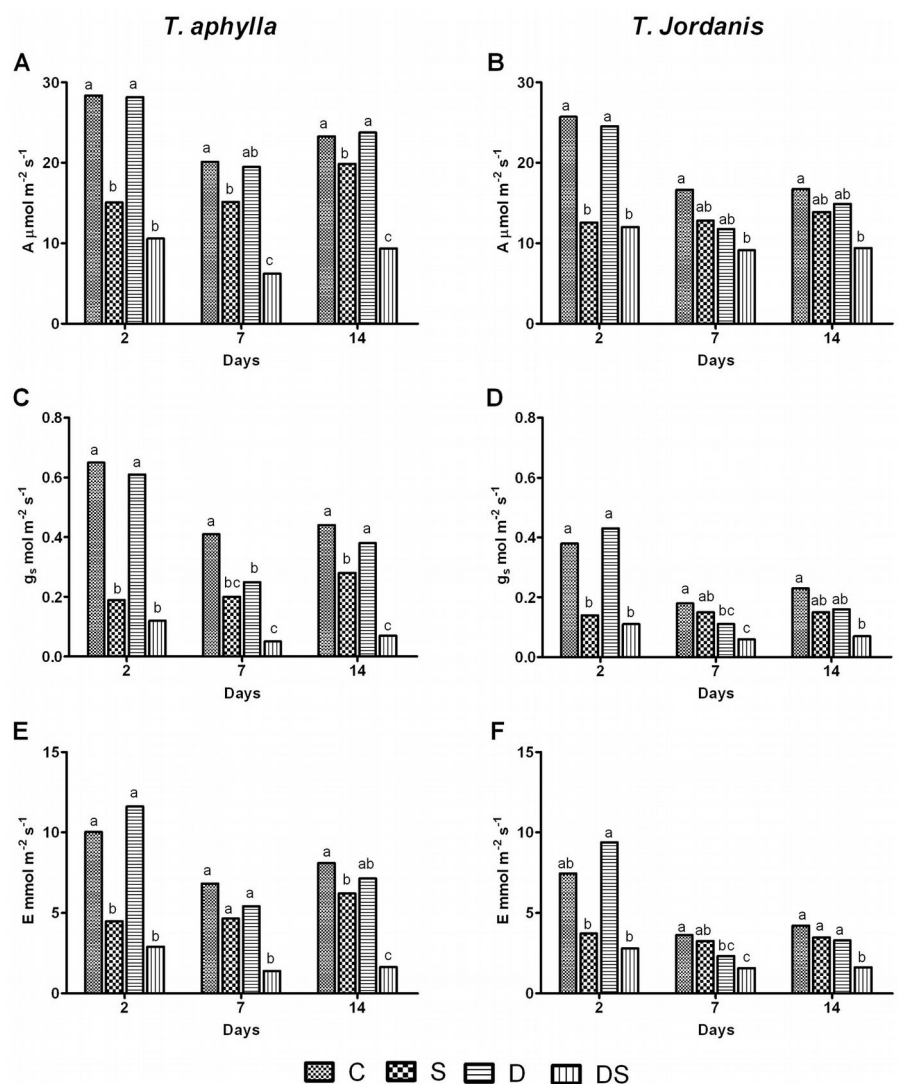 T. aphylla T. Jordanis
A
30
20
10
0
A µmol m⁻² s⁻¹
a b a b
a b ab c
a b a c
2 7 14
Days
B
30
20
10
0
A µmol m⁻² s⁻¹
a b a b
a ab ab b
a ab ab b
2 7 14
Days
C
0.8
0.6
0.4
0.2
0.0
gₛ mol m⁻² s⁻¹
a b a b
a bc b c
a b a c
2 7 14
Days
D
0.8
0.6
0.4
0.2
0.0
gₛ mol m⁻² s⁻¹
a b a b
a ab bc c
a ab ab b
2 7 14
Days
E
15
10
5
0
E mmol m⁻² s⁻¹
a b a b
a a a b
a b ab c
2 7 14
Days
F
15
10
5
0
E mmol m⁻² s⁻¹
ab b a b
a ab bc c
a a a b
2 7 14
Days
C S D DS